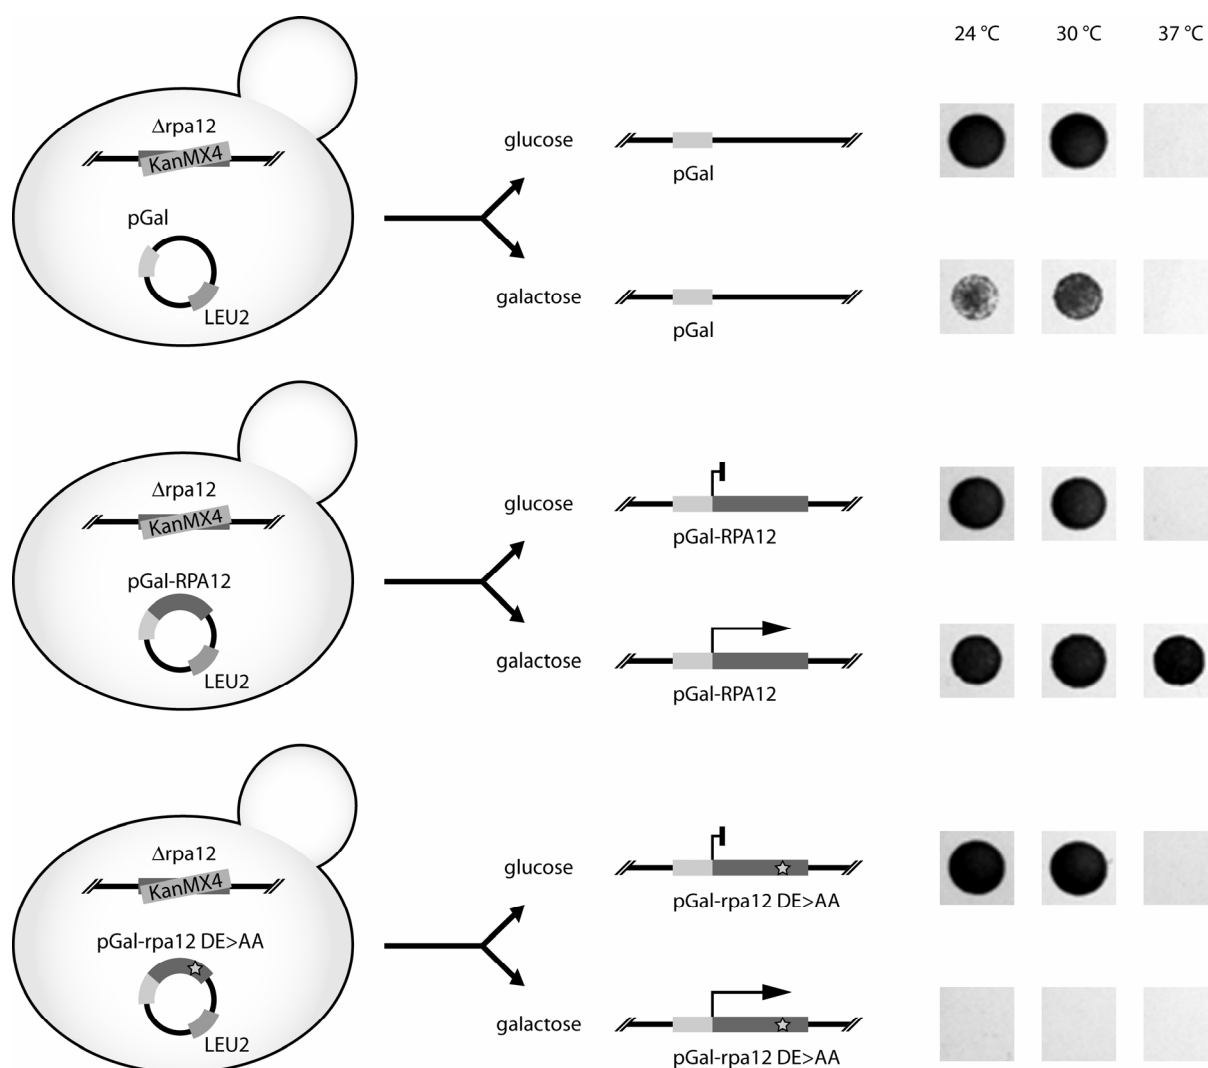 24 °C 30 °C 37 °C
Δrpa12
KanMX4
pGal
LEU2
glucose
pGal
galactose
pGal
Δrpa12
KanMX4
pGal-RPA12
LEU2
glucose
pGal-RPA12
galactose
pGal-RPA12
Δrpa12
KanMX4
pGal-rpa12 DE>AA
LEU2
glucose
pGal-rpa12 DE>AA
galactose
pGal-rpa12 DE>AA